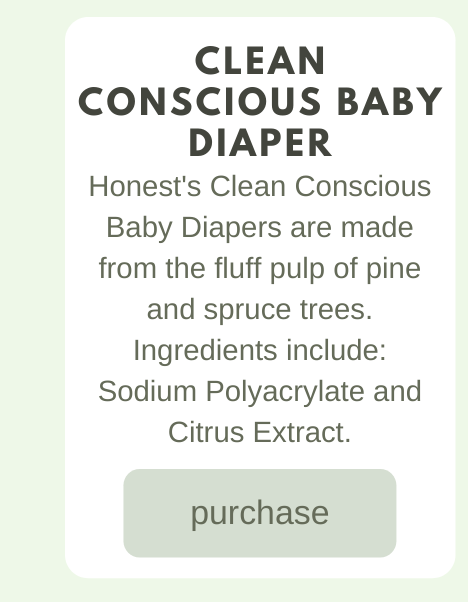 CLEAN
CONSCIOUS BABY
DIAPER
Honest's Clean Conscious
Baby Diapers are made
from the fluff pulp of pine
and spruce trees.
Ingredients include:
Sodium Polyacrylate and
Citrus Extract.
purchase